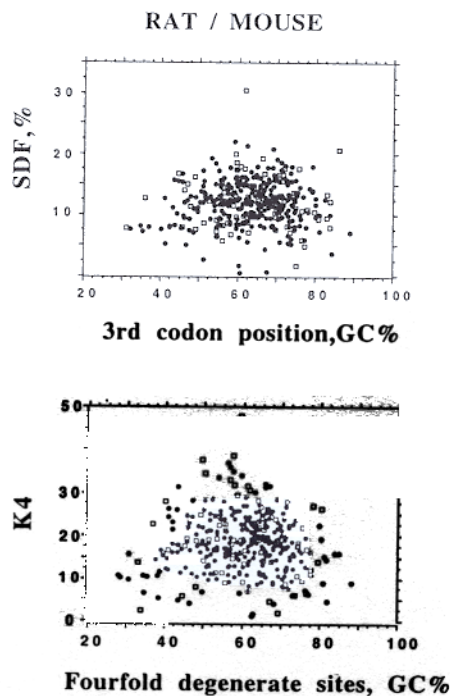 RAT / MOUSE
SDF,%
30
20
10
20 40 60 80 100
3rd codon position,GC%
K4
50
30
20
10
0
20 40 60 80 100
Fourfold degenerate sites, GC%